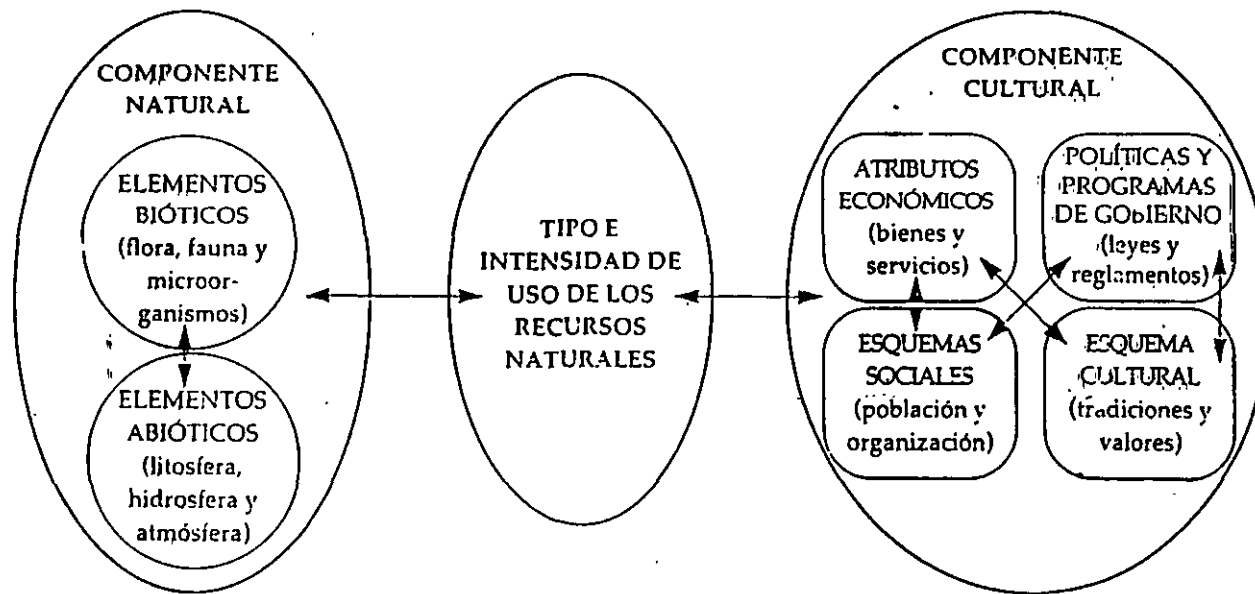 COMPONENTE
NATURAL
ELEMENTOS
BIÓTICOS
(flora, fauna y
microor-
ganismos)
ELEMENTOS
ABIÓTICOS
(litosfera,
hidrosfera y
atmósfera)
TIPO E
INTENSIDAD DE
USO DE LOS
RECURSOS
NATURALES
COMPONENTE
CULTURAL
ATRIBUTOS
ECONÓMICOS
(bienes y
servicios)
POLÍTICAS Y
PROGRAMAS
DE GOBIERNO
(leyes y
reglamentos)
ESQUEMAS
SOCIALES
(población y
organización)
ESQUEMA
CULTURAL
(tradiciones y
valores)